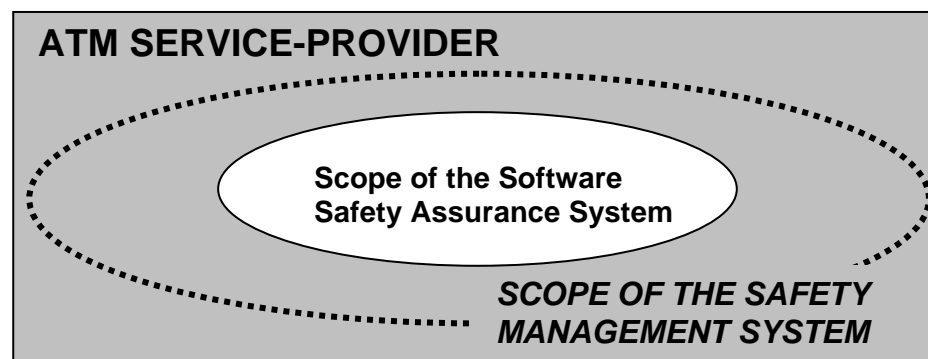 ATM SERVICE-PROVIDER
Scope of the Software
Safety Assurance System
SCOPE OF THE SAFETY
MANAGEMENT SYSTEM